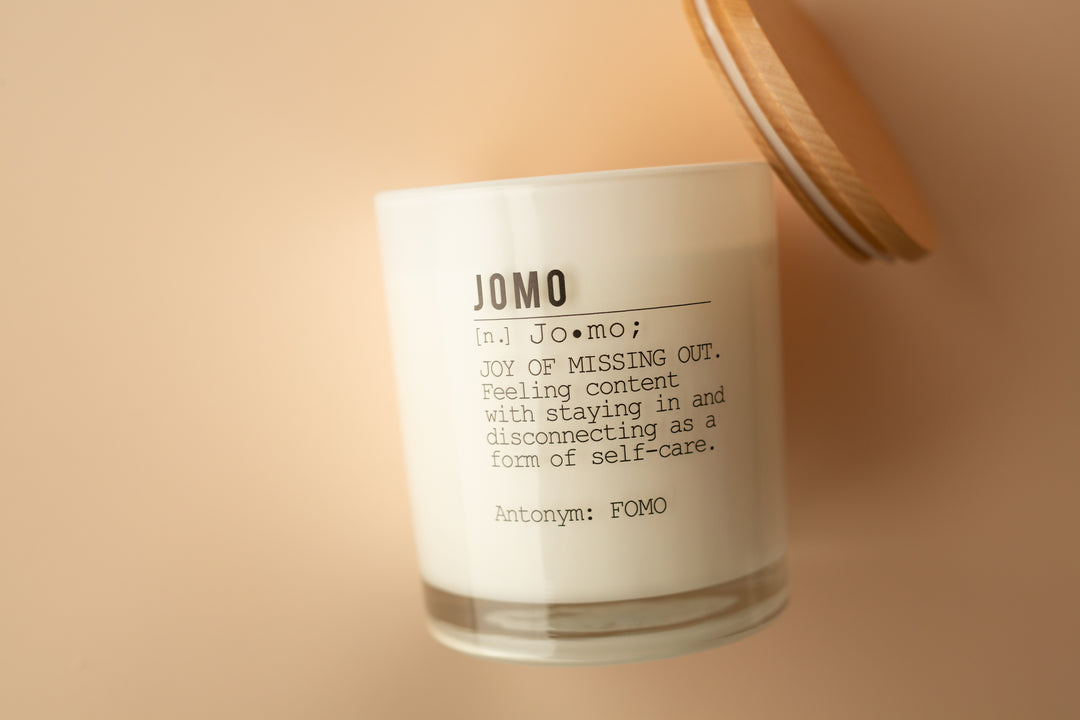 JOMO
[n.] Jo•mo;
JOY OF MISSING OUT.
Feeling content
with staying in and
disconnecting as a
form of self-care.
Antonym: FOMO